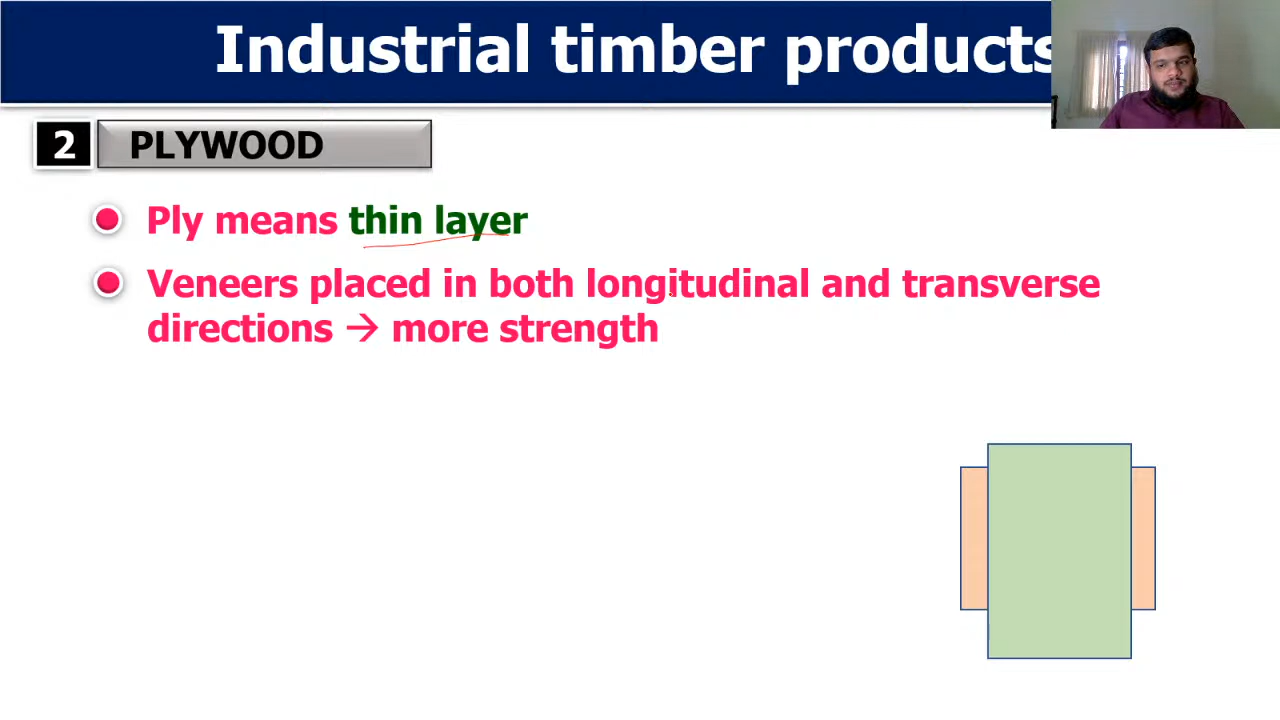 Industrial timber products
2 PLYWOOD
Ply means thin layer
Veneers placed in both longitudinal and transverse
directions → more strength